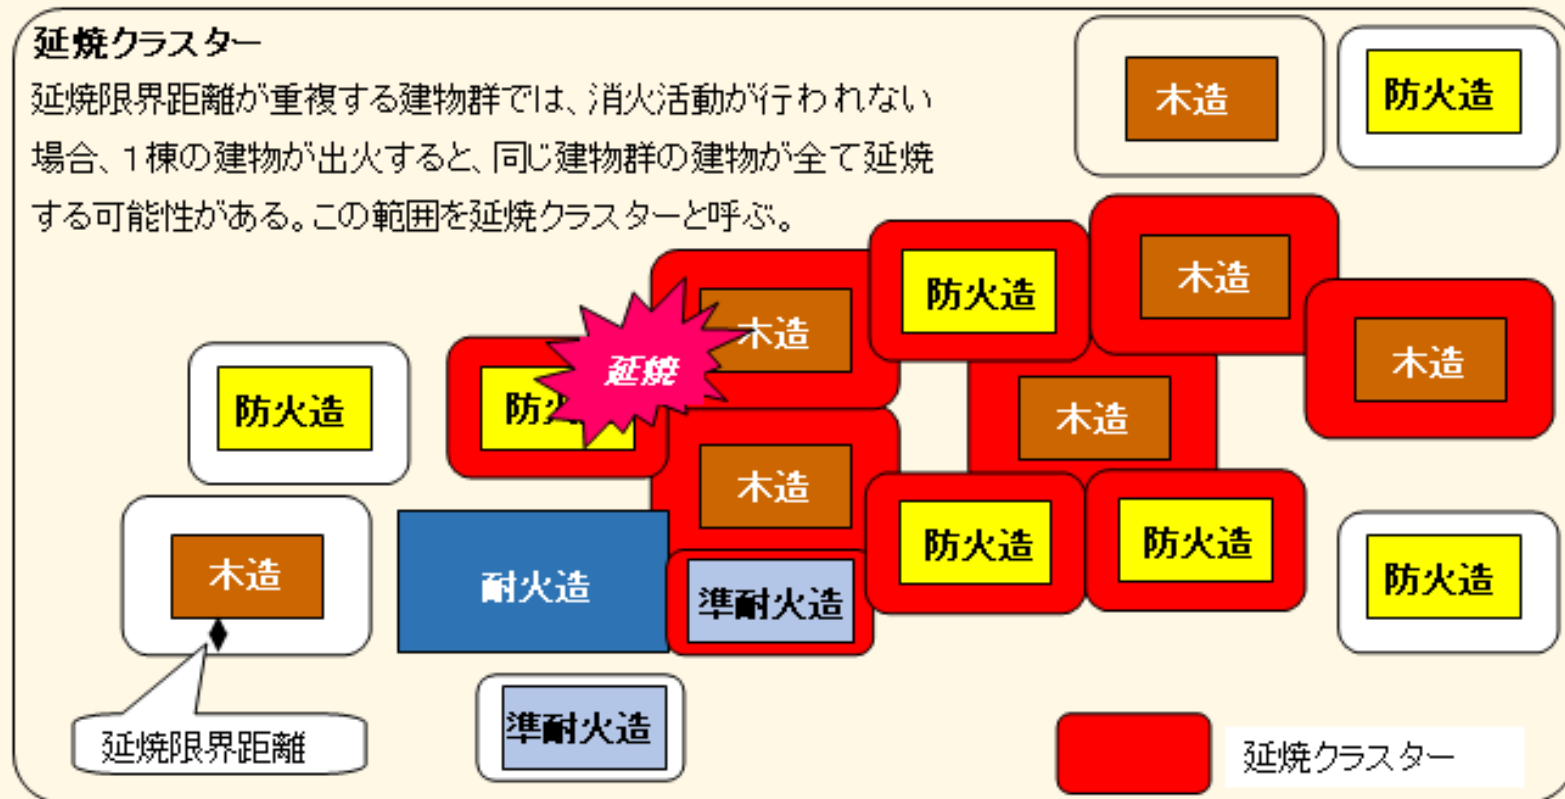 延焼クラスター
延焼限界距離が重複する建物群では、消火活動が行われない
場合、1棟の建物が出火すると、同じ建物群の建物が全て延焼
する可能性がある。この範囲を延焼クラスターと呼ぶ。
木造
防火造
防火造
木造
木造
木造
延焼
防火造
防火
木造
木造
防火造
防火造
防火造
木造
耐火造
準耐火造
準耐火造
延焼限界距離
延焼クラスター